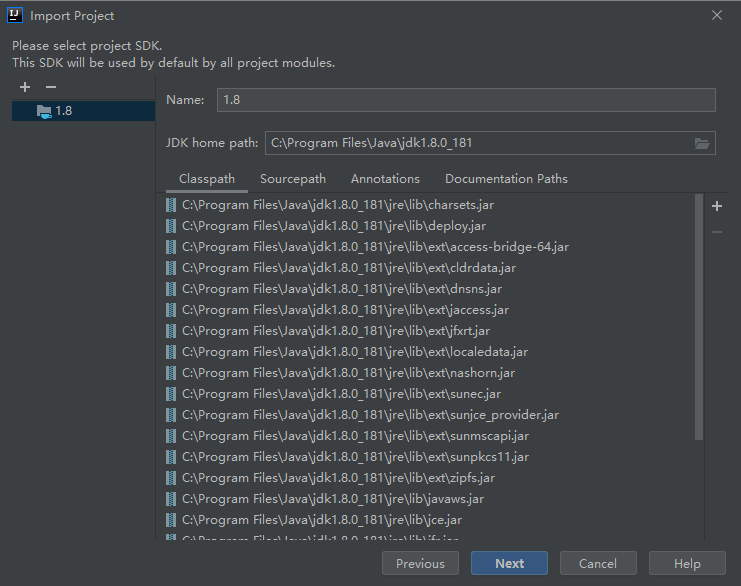 Import Project
Please select project SDK.
This SDK will be used by default by all project modules.
1.8
Name: 1.8
JDK home path: C:\Program Files\Java\jdk1.8.0_181
Classpath Sourcepath Annotations Documentation Paths
C:\Program Files\Java\jdk1.8.0_181\jre\lib\charsets.jar
C:\Program Files\Java\jdk1.8.0_181\jre\lib\deploy.jar
C:\Program Files\Java\jdk1.8.0_181\jre\lib\ext\access-bridge-64.jar
C:\Program Files\Java\jdk1.8.0_181\jre\lib\ext\cldrdata.jar
C:\Program Files\Java\jdk1.8.0_181\jre\lib\ext\dnsns.jar
C:\Program Files\Java\jdk1.8.0_181\jre\lib\ext\jaccess.jar
C:\Program Files\Java\jdk1.8.0_181\jre\lib\ext\jfxrt.jar
C:\Program Files\Java\jdk1.8.0_181\jre\lib\ext\localedata.jar
C:\Program Files\Java\jdk1.8.0_181\jre\lib\ext\nashorn.jar
C:\Program Files\Java\jdk1.8.0_181\jre\lib\ext\sunec.jar
C:\Program Files\Java\jdk1.8.0_181\jre\lib\ext\sunjce_provider.jar
C:\Program Files\Java\jdk1.8.0_181\jre\lib\ext\sunmscapi.jar
C:\Program Files\Java\jdk1.8.0_181\jre\lib\ext\sunpkcs11.jar
C:\Program Files\Java\jdk1.8.0_181\jre\lib\ext\zipfs.jar
C:\Program Files\Java\jdk1.8.0_181\jre\lib\javaws.jar
C:\Program Files\Java\jdk1.8.0_181\jre\lib\jce.jar
Previous Next Cancel Help